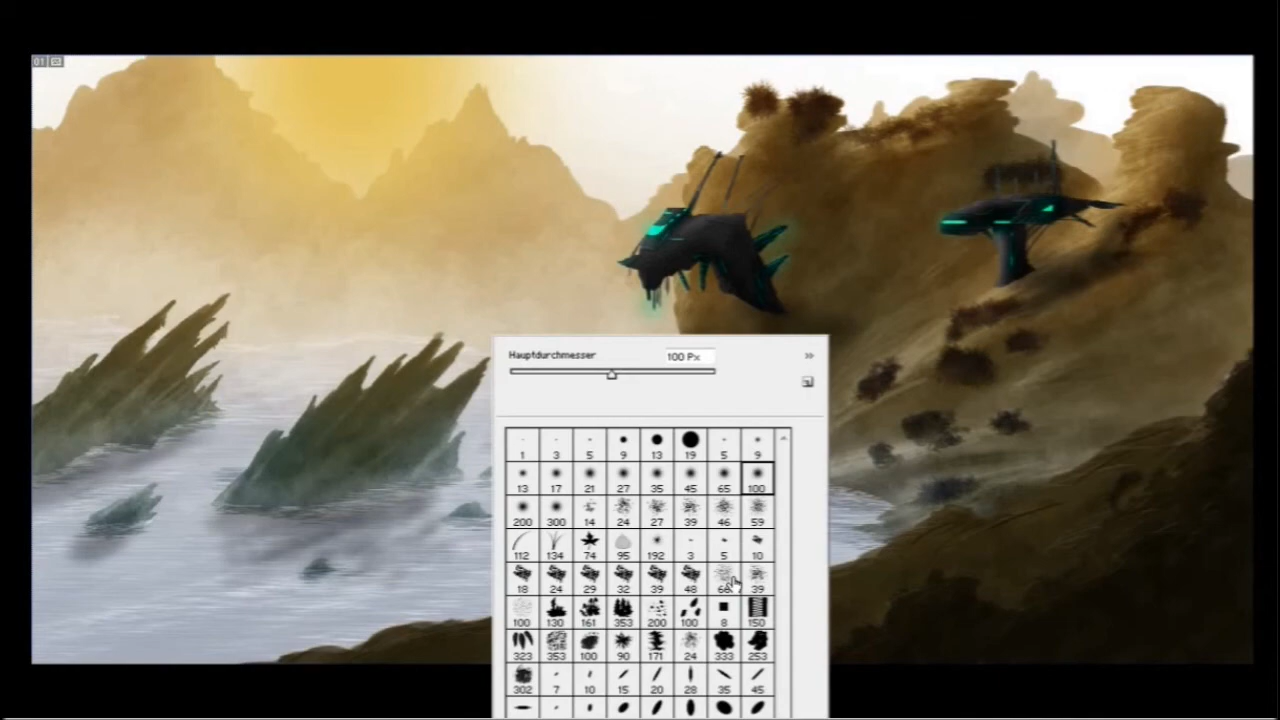 01
Hauptdurchmesser 100 Px
1 3 5 9 13 19 5 9
13 17 21 27 35 45 65 100
200 300 14 24 27 39 46 59
112 134 74 95 192 3 5 10
18 24 29 32 39 48 39
100 130 161 353 200 100 8 150
323 353 100 90 171 24 333 253
302 7 10 15 20 28 35 45